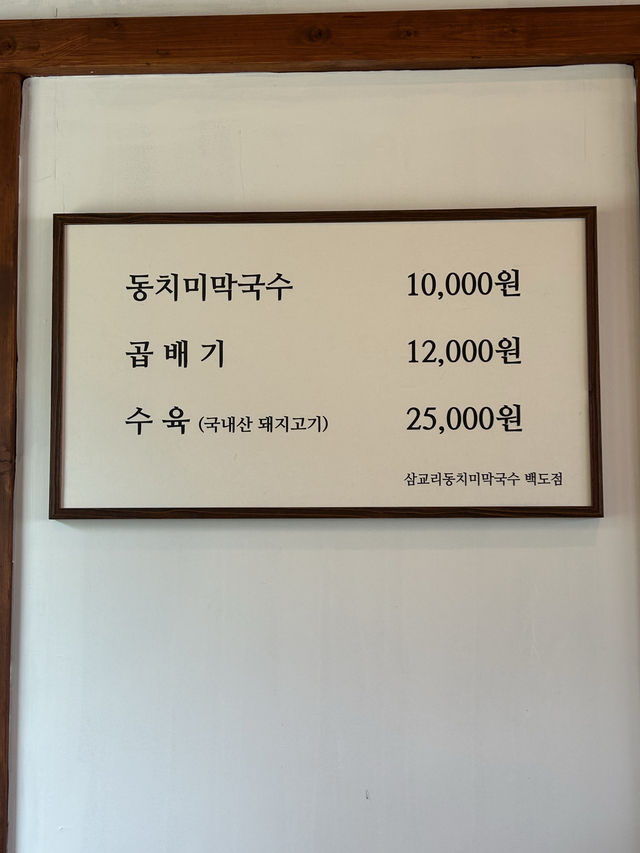 동치미막국수 10,000원
곱 배 기 12,000원
수 육 (국내산 돼지고기) 25,000원
삼교리동치미막국수 백도점